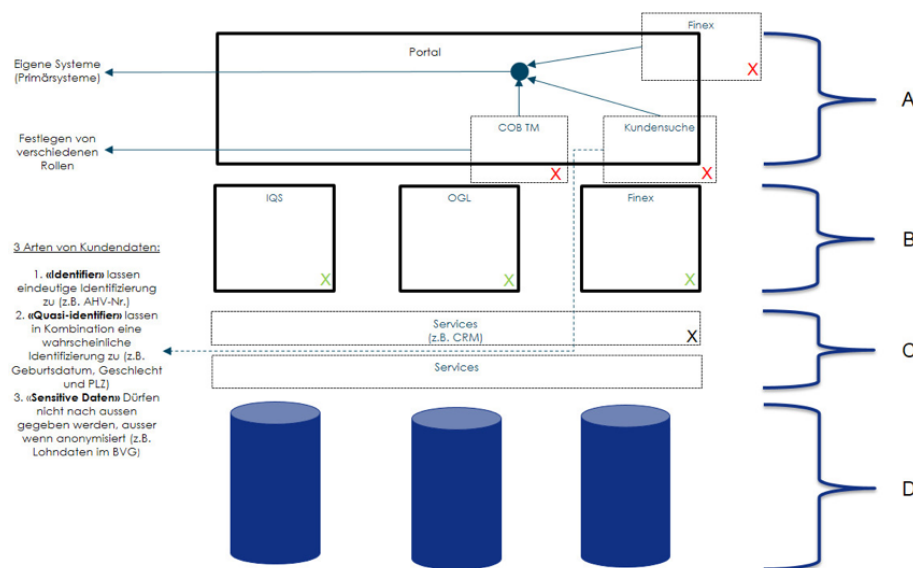 Finex
Portal
Eigene Systeme
(Primärsysteme)
X
A
COB TM
Kundensuche
Festlegen von
verschiedenen
Rollen
X
X
IQS
OGL
Finex
B
3 Arten von Kundendaten:
X
X
X
1. «Identifier» lassen
eindeutige Identifizierung
zu (z.B. AHV-Nr.)
2. «Quasi-identifier» lassen
in Kombination eine
wahrscheinliche
Identifizierung zu (z.B.
Geburtsdatum, Geschlecht
und PLZ)
3. «Sensitive Daten» Dürfen
nicht nach aussen
gegeben werden, ausser
wenn anonymisiert (z.B.
Lohndaten im BVG)
Services
(z.B. CRM)
X
C
Services
D